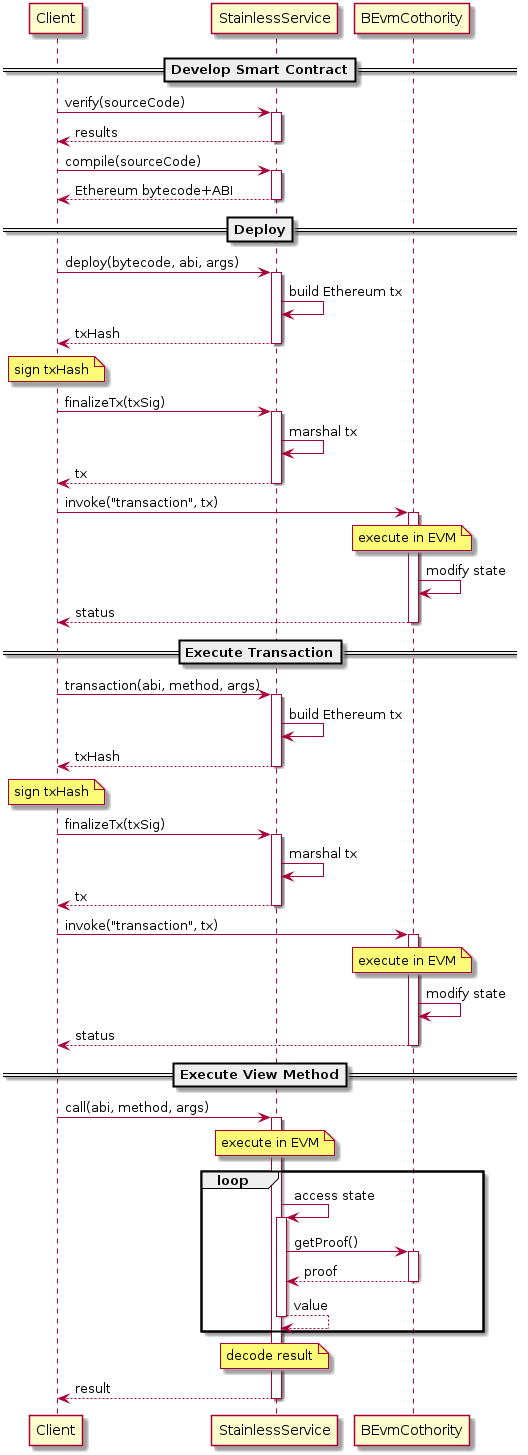 Client
StainlessService
BEvmCothority
Develop Smart Contract
verify(sourceCode)
results
compile(sourceCode)
Ethereum bytecode+ABI
Deploy
deploy(bytecode, abi, args)
build Ethereum tx
txHash
sign txHash
finalizeTx(txSig)
marshal tx
tx
invoke("transaction", tx)
execute in EVM
modify state
status
Execute Transaction
transaction(abi, method, args)
build Ethereum tx
txHash
sign txHash
finalizeTx(txSig)
marshal tx
tx
invoke("transaction", tx)
execute in EVM
modify state
status
Execute View Method
call(abi, method, args)
execute in EVM
loop
access state
getProof()
proof
value
decode result
result
Client
StainlessService
BEvmCothority